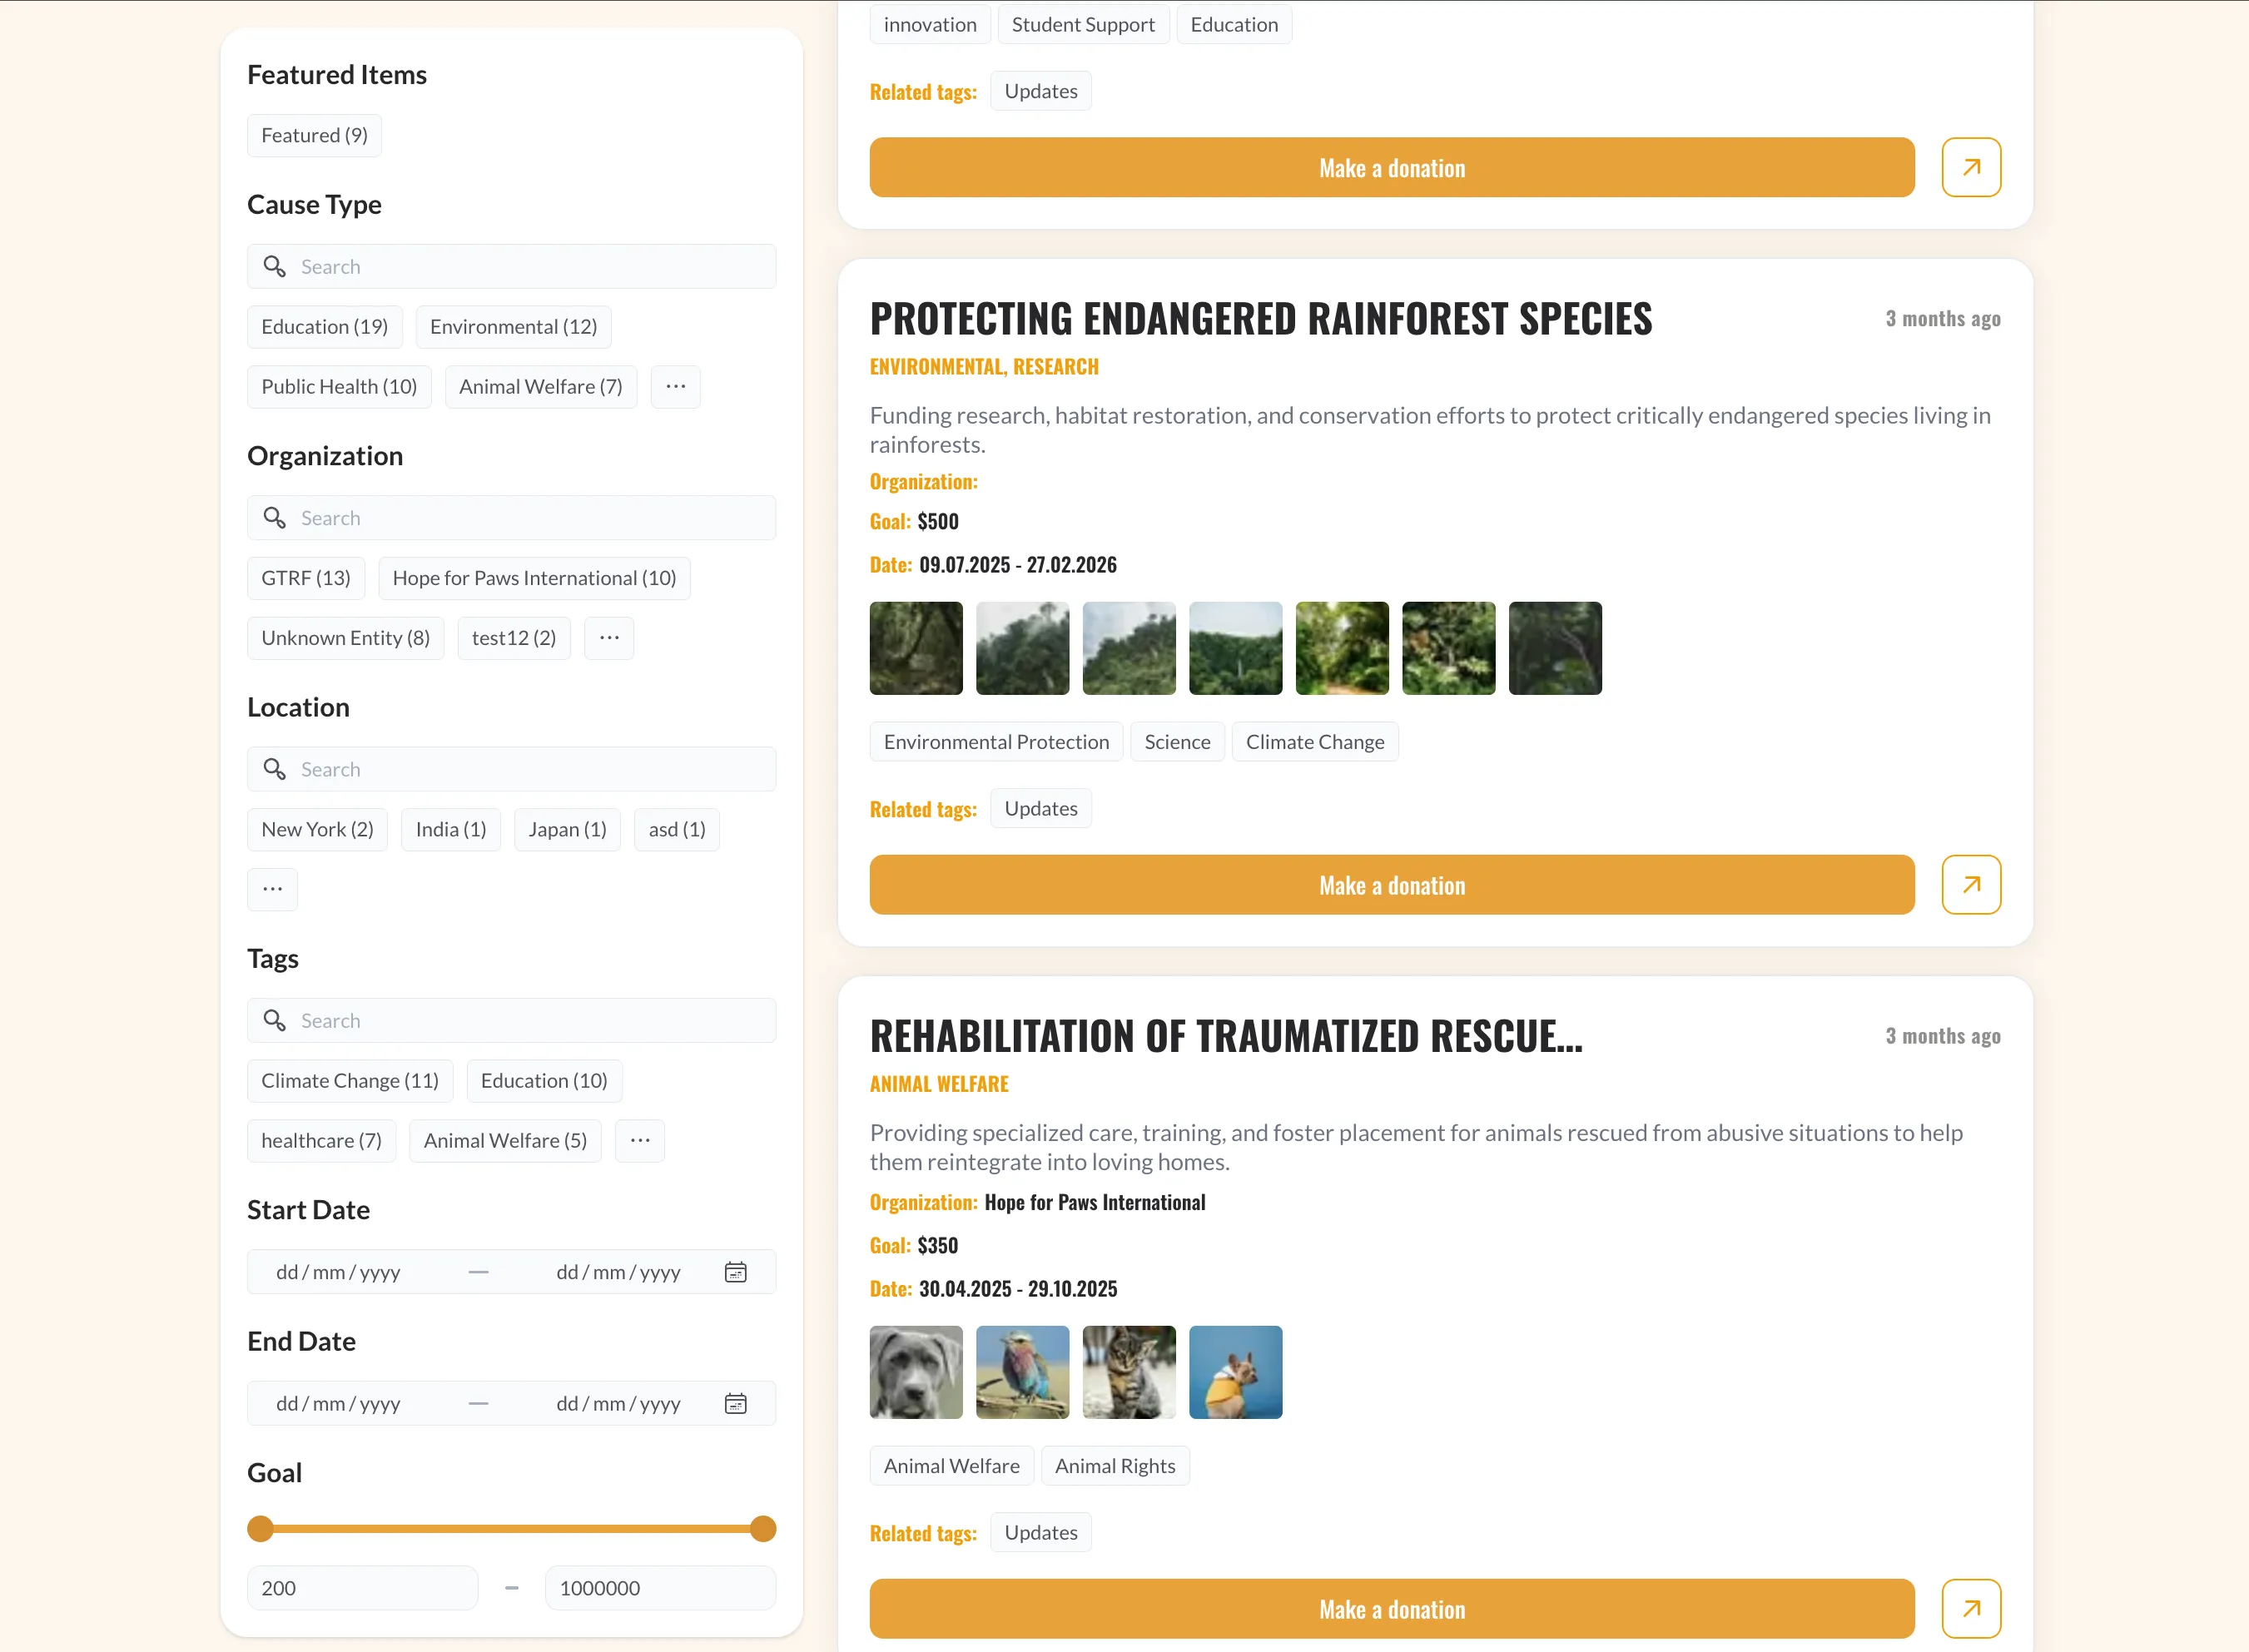 Featured Items
Featured (9)
Cause Type
Search
Education (19) Environmental (12)
Public Health (10) Animal Welfare (7) ...
Organization
Search
GTRF (13) Hope for Paws International (10)
Unknown Entity (8) test12 (2) ...
Location
Search
New York (2) India (1) Japan (1) asd (1)
...
Tags
Search
Climate Change (11) Education (10)
healthcare (7) Animal Welfare (5) ...
Start Date
dd / mm / yyyy — dd / mm / yyyy
End Date
dd / mm / yyyy — dd / mm / yyyy
Goal
200 – 1000000
innovation Student Support Education
Related tags: Updates
Make a donation
PROTECTING ENDANGERED RAINFOREST SPECIES 3 months ago
ENVIRONMENTAL, RESEARCH
Funding research, habitat restoration, and conservation efforts to protect critically endangered species living in
rainforests.
Organization:
Goal: $500
Date: 09.07.2025 - 27.02.2026
Environmental Protection Science Climate Change
Related tags: Updates
Make a donation
REHABILITATION OF TRAUMATIZED RESCUE... 3 months ago
ANIMAL WELFARE
Providing specialized care, training, and foster placement for animals rescued from abusive situations to help
them reintegrate into loving homes.
Organization: Hope for Paws International
Goal: $350
Date: 30.04.2025 - 29.10.2025
Animal Welfare Animal Rights
Related tags: Updates
Make a donation